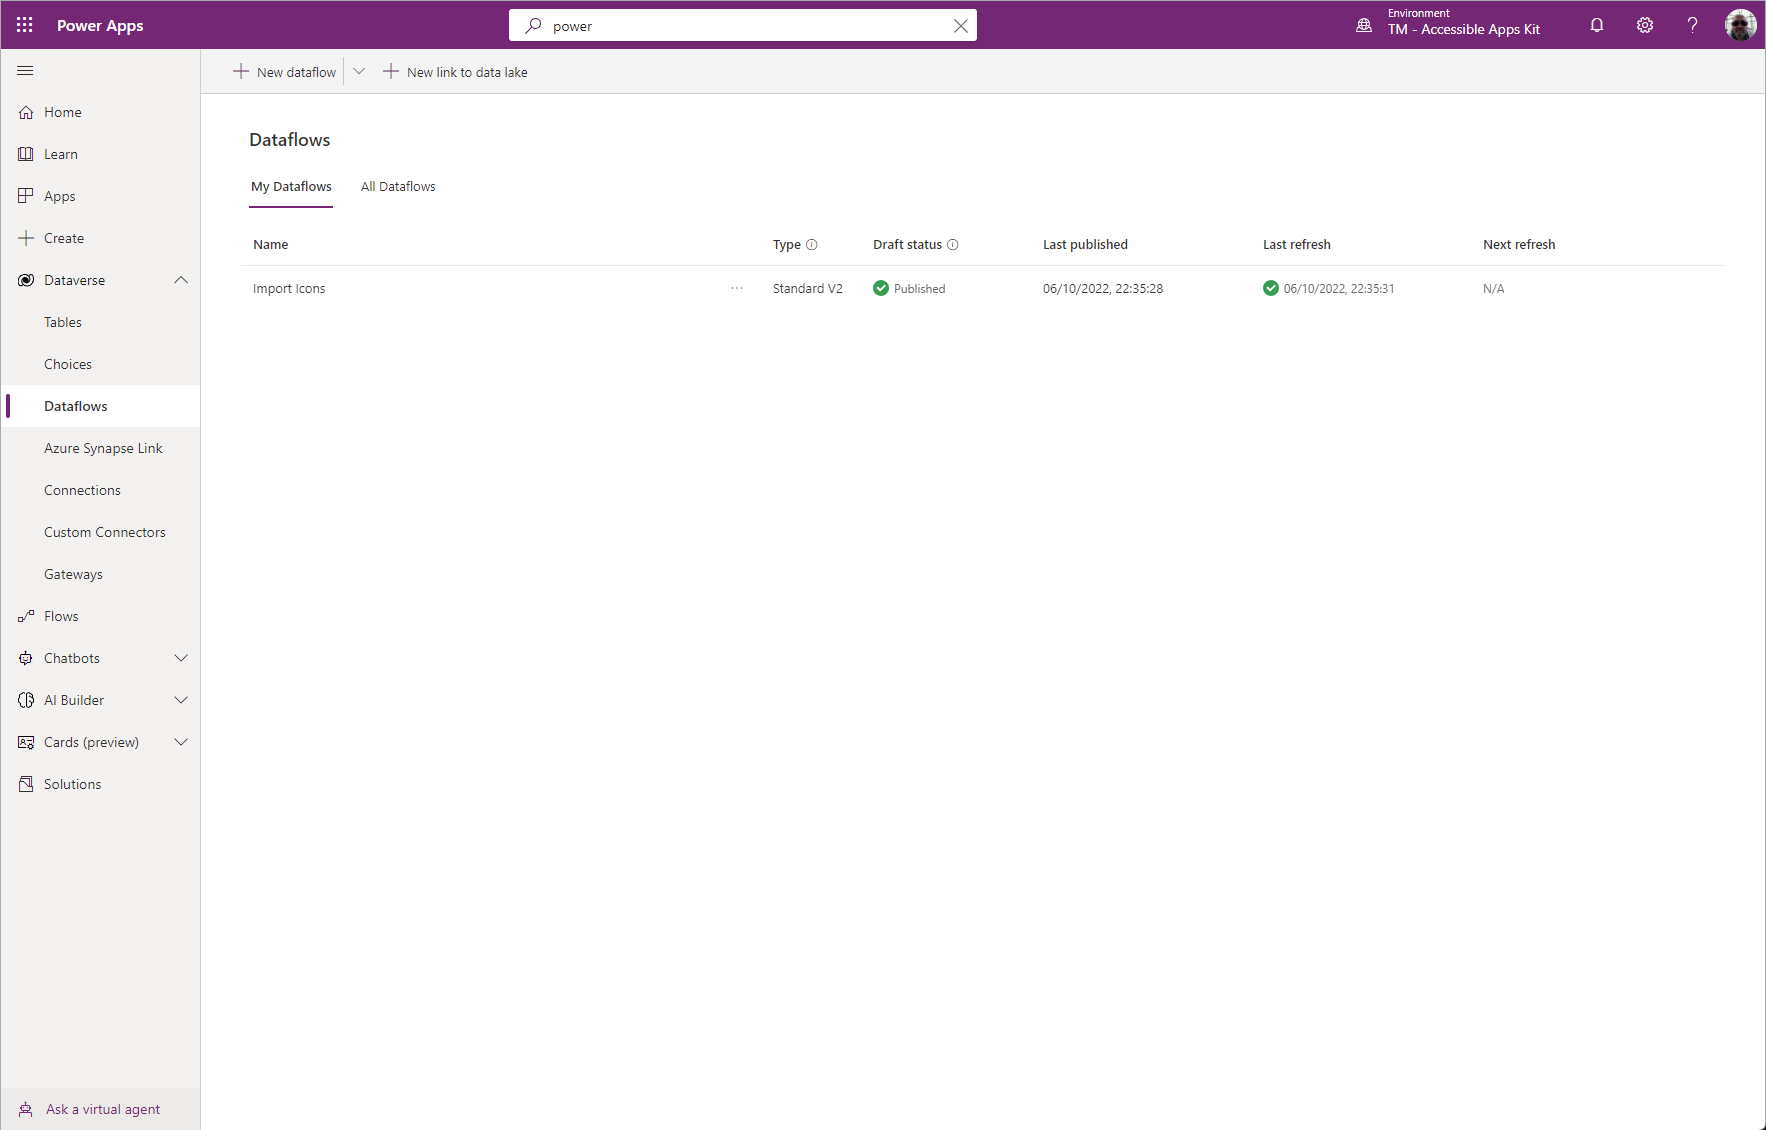 Power Apps
power
Environment
TM - Accessible Apps Kit
New dataflow
New link to data lake
Home
Learn
Apps
Create
Dataverse
Tables
Choices
Dataflows
Azure Synapse Link
Connections
Custom Connectors
Gateways
Flows
Chatbots
AI Builder
Cards (preview)
Solutions
Ask a virtual agent
Dataflows
My Dataflows All Dataflows
Name Type Draft status Last published Last refresh Next refresh
Import Icons ... Standard V2 Published 06/10/2022, 22:35:28 06/10/2022, 22:35:31 N/A